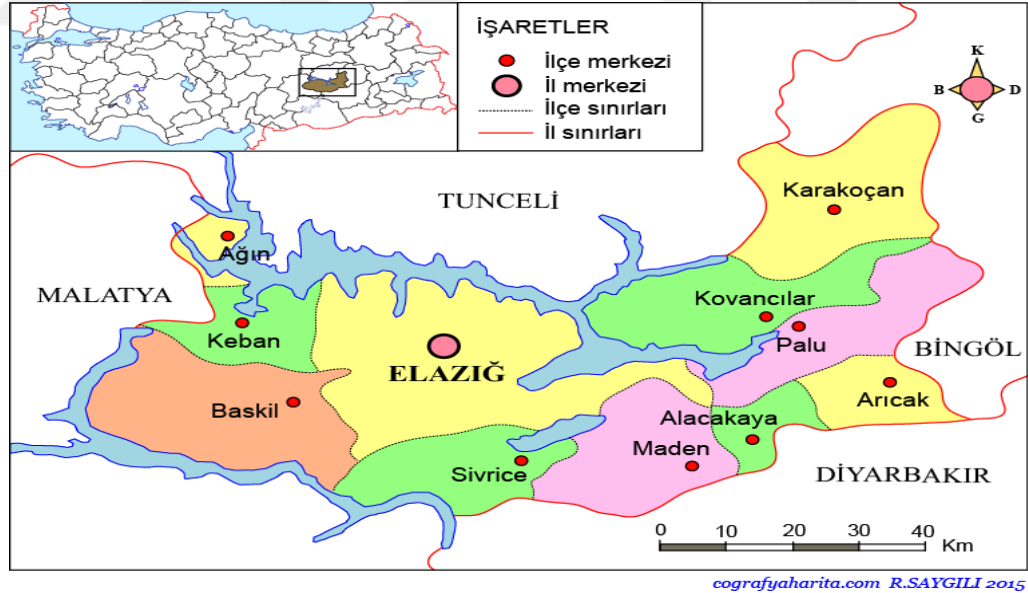 İŞARETLER
İlçe merkezi
İl merkezi
İlçe sınırları
İl sınırları
K
B D
G
TUNCELİ
Karakoçan
Ağın
MALATYA
Kovancılar
Keban
Palu
BİNGÖL
ELAZIĞ
Arıcak
Baskil
Alacakaya
Maden
Sivrice
DİYARBAKIR
0 10 20 30 40
Km
cografyaharita.com R.SAYGILI 2015